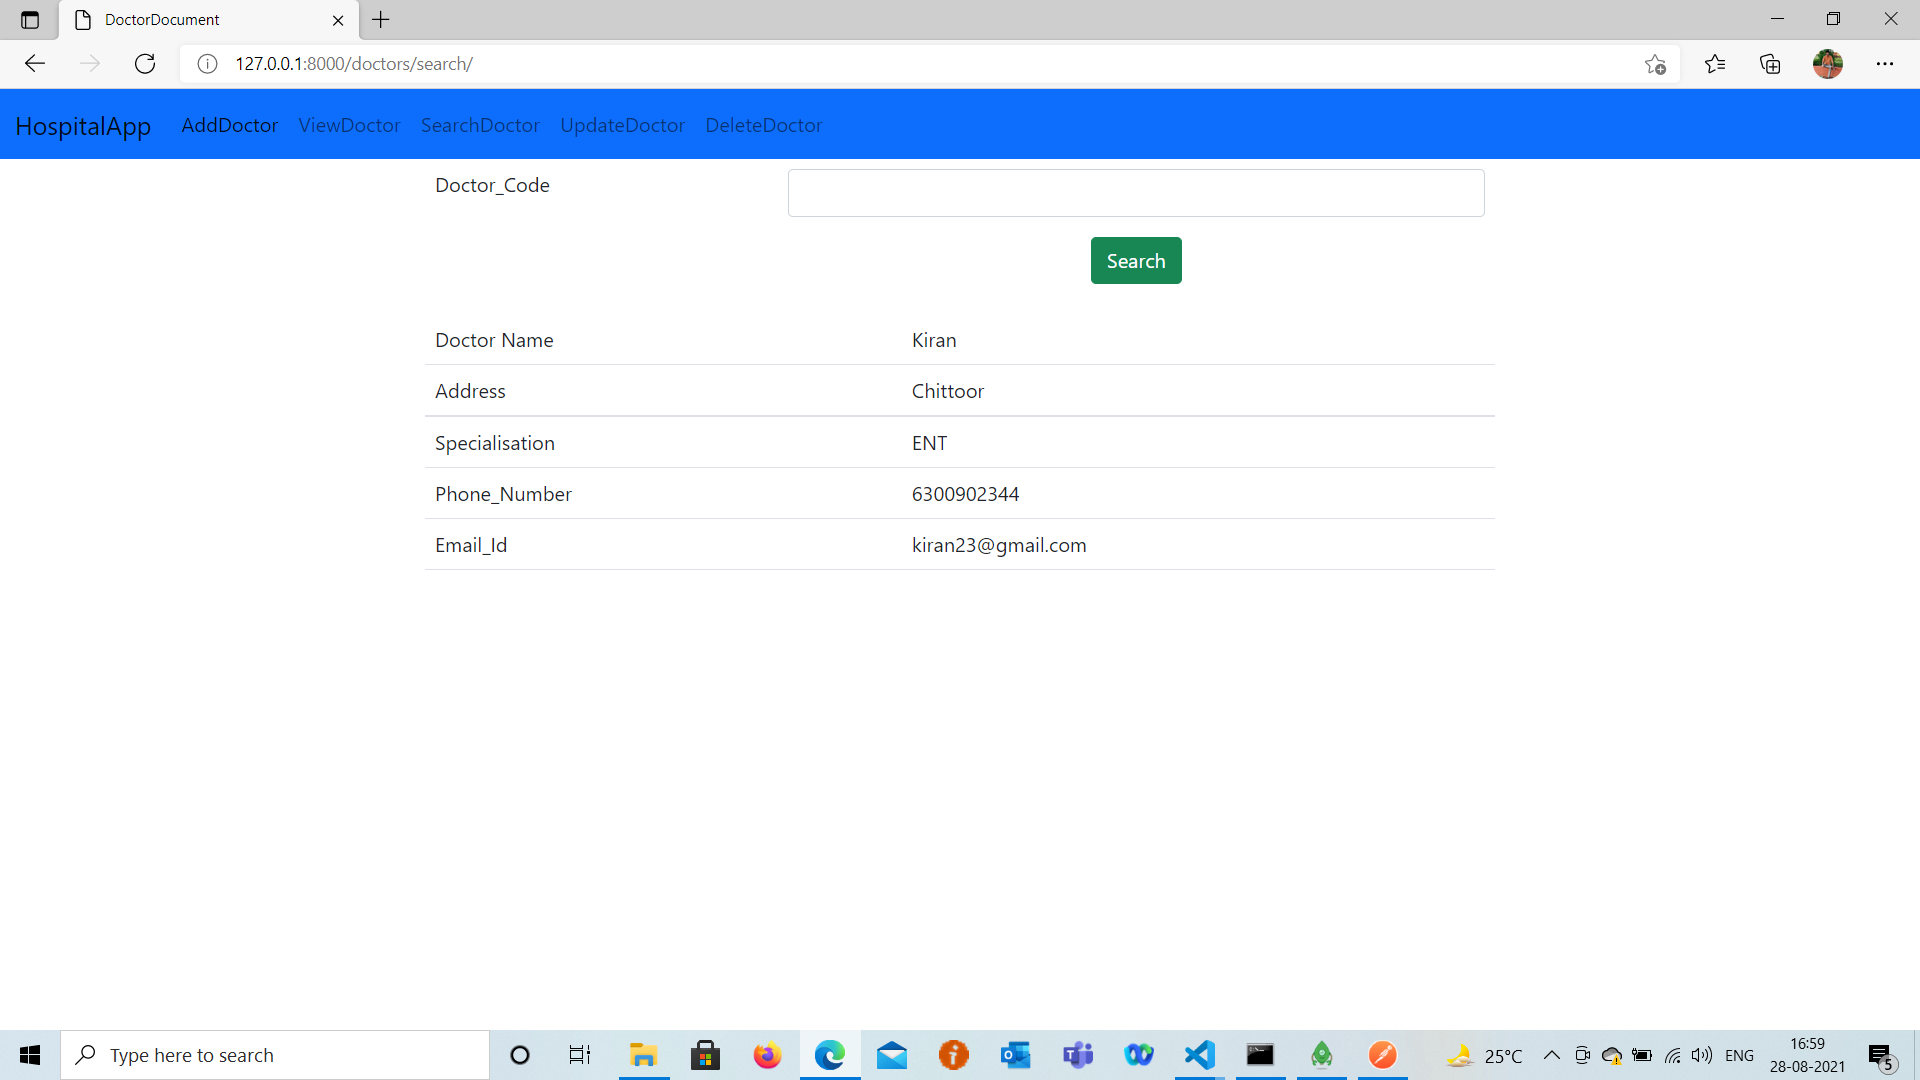 DoctorDocument
127.0.0.1:8000/doctors/search/
HospitalApp AddDoctor ViewDoctor SearchDoctor UpdateDoctor DeleteDoctor
Doctor_Code
Search
Doctor Name Kiran
Address Chittoor
Specialisation ENT
Phone_Number 6300902344
Email_Id kiran23@gmail.com
Type here to search
25°C
ENG
16:59
28-08-2021
5